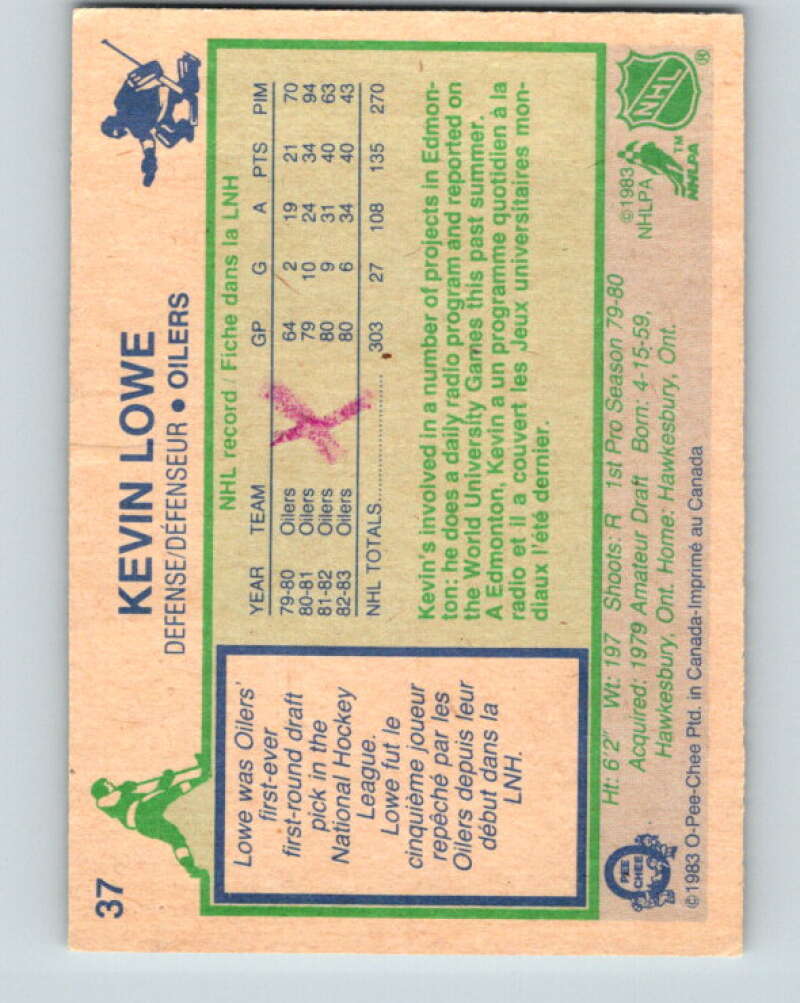 37
KEVIN LOWE
DEFENSE/DÉFENSEUR • OILERS
Lowe was Oilers'
first-ever
first-round draft
pick in the
National Hockey
League.
Lowe fut le
cinquième joueur
repêché par les
Oilers depuis leur
début dans la
LNH.
NHL record / Fiche dans la LNH
YEAR TEAM GP G A PTS PIM
79-80 Oilers 64 2 19 21 70
80-81 Oilers 79 10 24 34 94
81-82 Oilers 80 9 31 40 63
82-83 Oilers 80 6 34 40 43
NHL TOTALS 303 27 108 135 270
Kevin's involved in a number of projects in Edmon-
ton: he does a daily radio program and reported on
the World University Games this past summer.
A Edmonton, Kevin a un programme quotidien à la
radio et il a couvert les Jeux universitaires mon-
diaux l'été dernier.
Ht: 6'2" Wt: 197 Shoots: R 1st Pro Season 79-80
Acquired: 1979 Amateur Draft Born: 4-15-59,
Hawkesbury, Ont. Home: Hawkesbury, Ont.
©1983 O-Pee-Chee Ptd. in Canada-Imprimé au Canada
O PEE CHEE
©1983
NHLPA
NHL ®
NHLPA TM